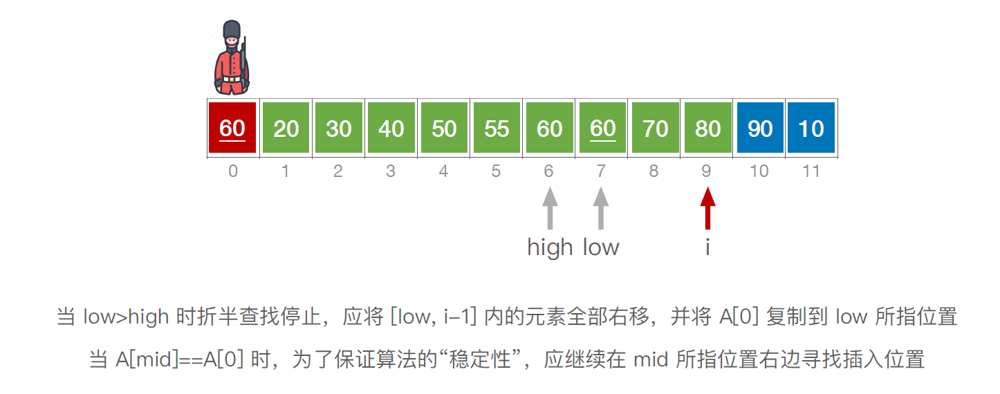 60 20 30 40 50 55 60 60 70 80 90 10
0 1 2 3 4 5 6 7 8 9 10 11
high low i
当 low>high 时折半查找停止，应将 [low, i-1] 内的元素全部右移，并将 A[0] 复制到 low 所指位置
当 A[mid]==A[0] 时，为了保证算法的“稳定性”，应继续在 mid 所指位置右边寻找插入位置